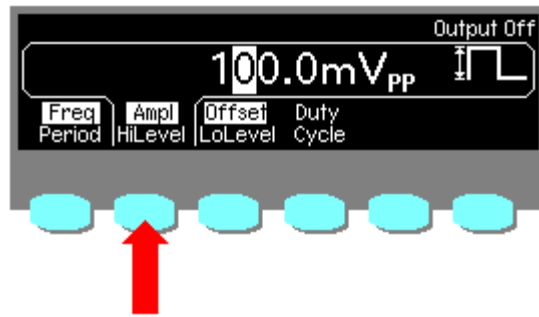 Output Off
100.0mVPP
Freq Ampl Offset Duty
Period HiLevel LoLevel Cycle